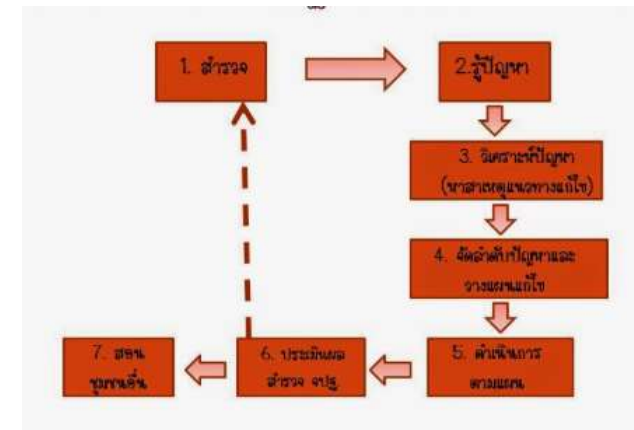 1. สำรวจ
2.รู้ปัญหา
3. วิเคราะห์ปัญหา
(หาสาเหตุแนวทางแก้ไข)
4. จัดลำดับปัญหาและ
วางแผนแก้ไข
5. ดำเนินการ
ตามแผน
6. ประเมินผล
สำรวจ จปฐ.
7. สอน
ชุมชนอื่น